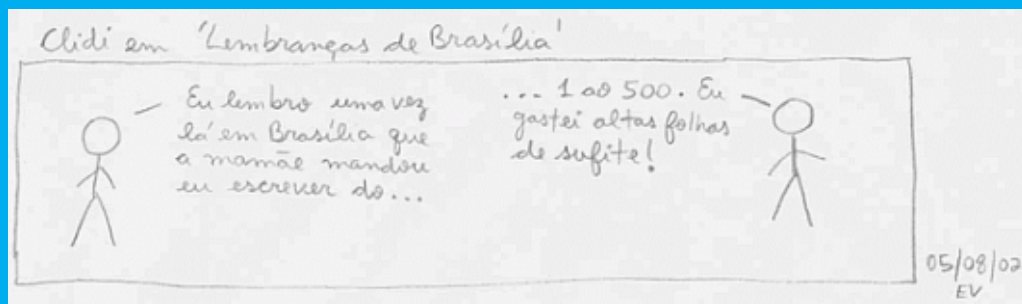 Clidi em 'Lembranças de Brasília'
Eu lembro uma vez
lá em Brasília que
a mamãe mandou
eu escrever do...
... 1 ao 500. Eu
gastei altas folhas
de sufite!
05/08/02
EV